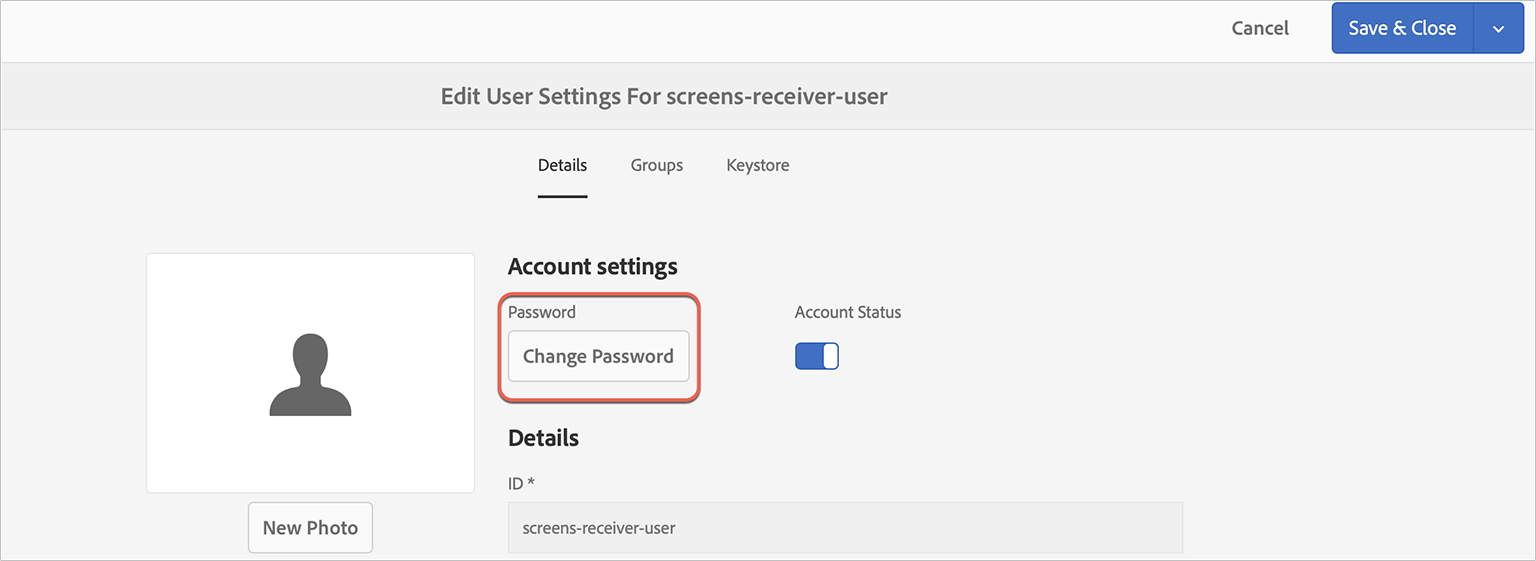 Cancel
Save & Close
Edit User Settings For screens-receiver-user
Details Groups Keystore
Account settings
Password
Account Status
Change Password
Details
ID *
screens-receiver-user
New Photo